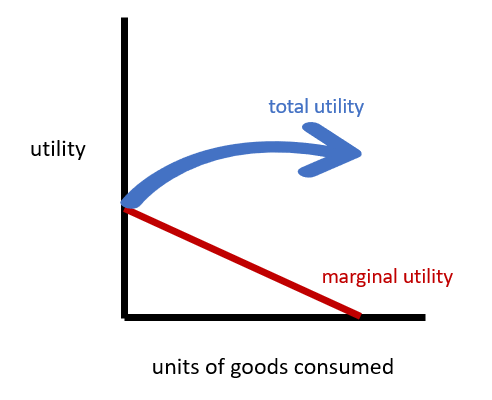 total utility
utility
marginal utility
units of goods consumed